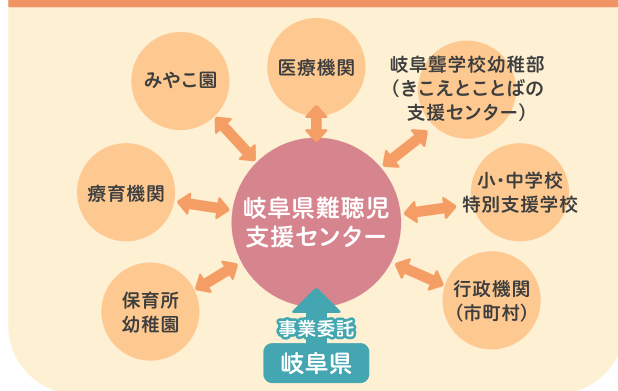 医療機関
みやこ園
岐阜聾学校幼稚部
（きこえとことばの
支援センター）
療育機関
岐阜県難聴児
支援センター
小・中学校
特別支援学校
保育所
幼稚園
行政機関
（市町村）
事業委託
岐阜県